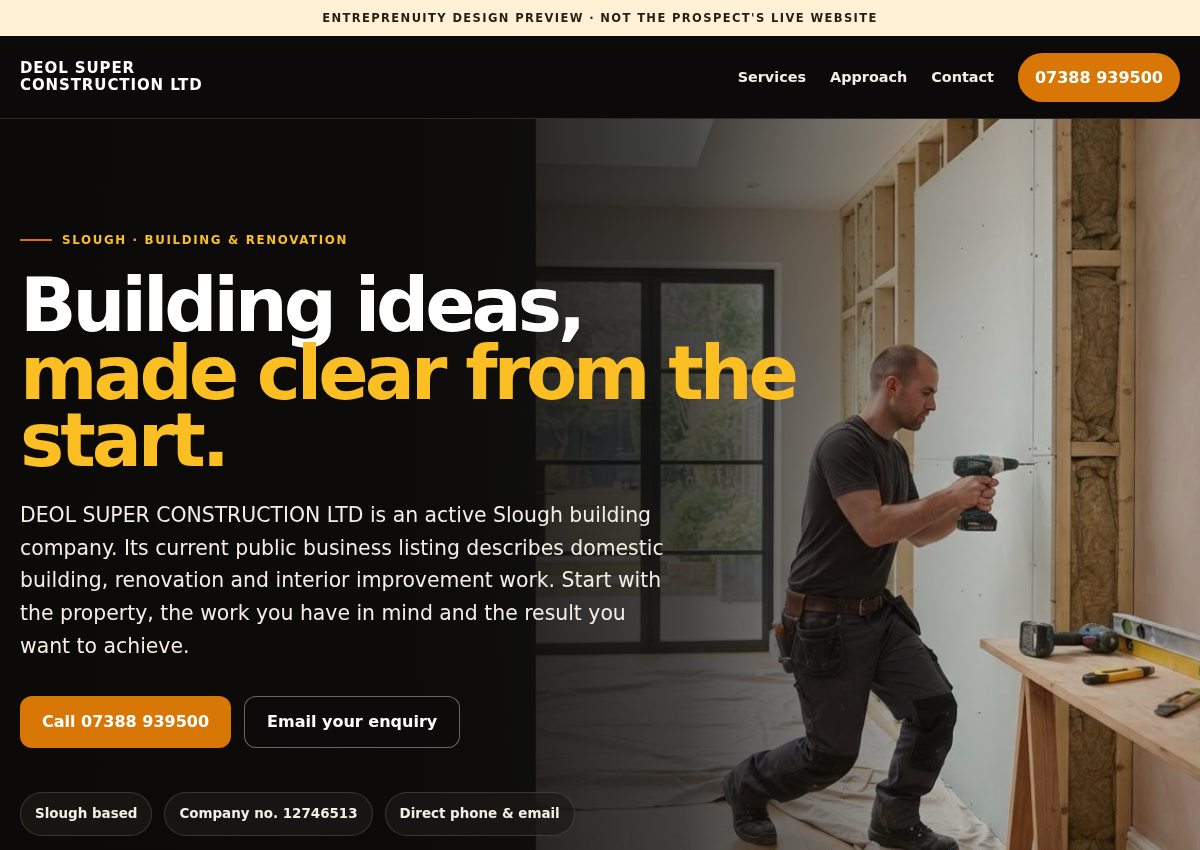 ENTREPRENUITY DESIGN PREVIEW · NOT THE PROSPECT'S LIVE WEBSITE
DEOL SUPER
CONSTRUCTION LTD
Services
Approach
Contact
07388 939500
SLOUGH · BUILDING & RENOVATION
Building ideas,
made clear from the
start.
DEOL SUPER CONSTRUCTION LTD is an active Slough building
company. Its current public business listing describes domestic
building, renovation and interior improvement work. Start with
the property, the work you have in mind and the result you
want to achieve.
Call 07388 939500
Email your enquiry
Slough based
Company no. 12746513
Direct phone & email